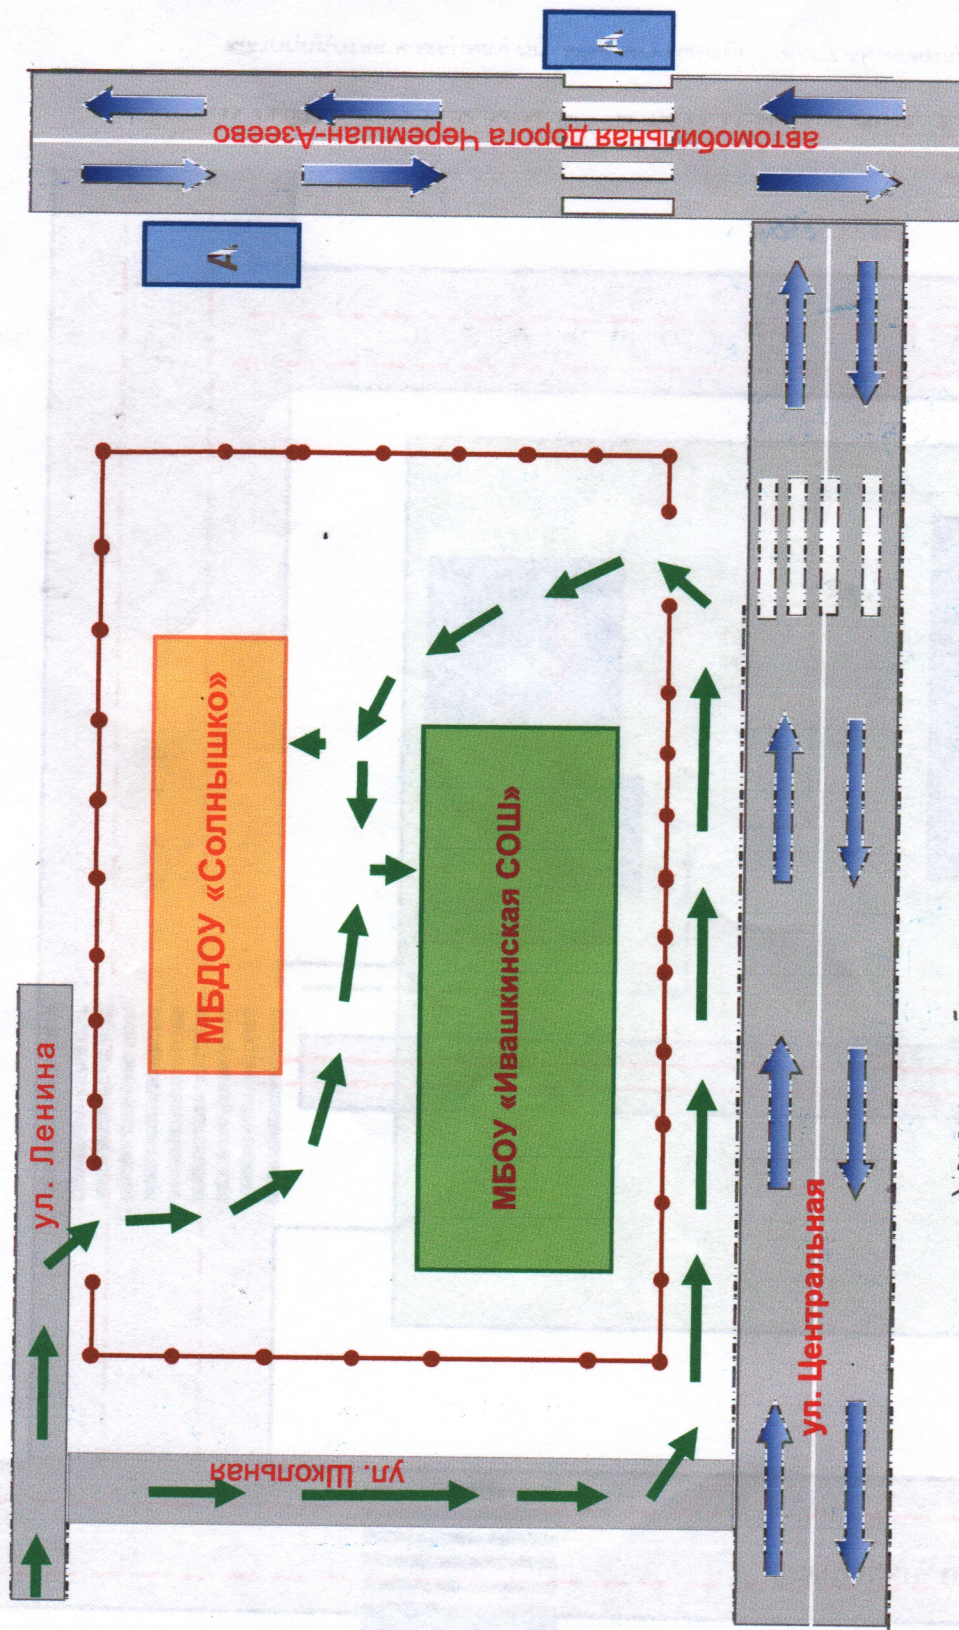 А
автомобильная дорога Черемшан-Азеево
А
ул. Ленина
МБДОУ «Солнышко»
МБОУ «Ивашкинская СОШ»
ул. Школьная
ул. Центральная